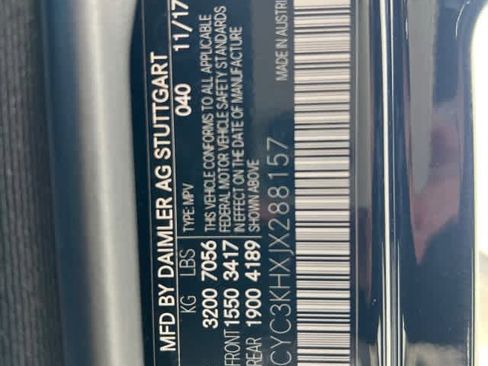 MFD BY DAIMLER AG STUTTGART 11/17
KG LBS TYPE: MPV 040
3200 7056 THIS VEHICLE CONFORMS TO ALL APPLICABLE
FRONT 1550 3417 FEDERAL MOTOR VEHICLE SAFETY STANDARDS
REAR 1900 4189 IN EFFECT ON THE DATE OF MANUFACTURE
SHOWN ABOVE
MADE IN AUSTRI
CYC3KHXJX288157